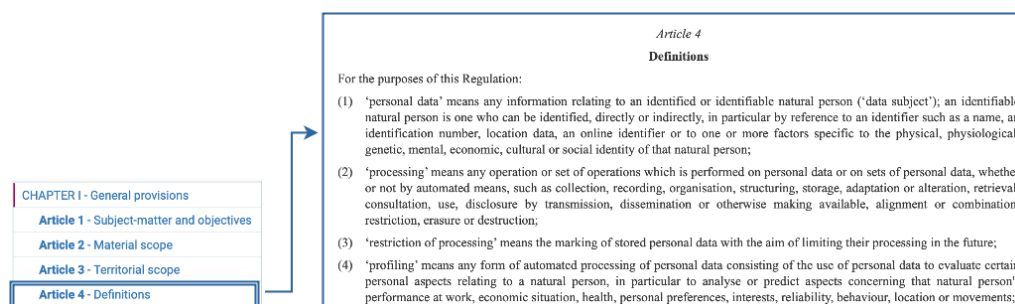 Article 4
Definitions
For the purposes of this Regulation:
(1) ‘personal data’ means any information relating to an identified or identifiable natural person (‘data subject’); an identifiable
natural person is one who can be identified, directly or indirectly, in particular by reference to an identifier such as a name, an
identification number, location data, an online identifier or to one or more factors specific to the physical, physiological
genetic, mental, economic, cultural or social identity of that natural person;
(2) ‘processing’ means any operation or set of operations which is performed on personal data or on sets of personal data, whether
or not by automated means, such as collection, recording, organisation, structuring, storage, adaptation or alteration, retrieval
consultation, use, disclosure by transmission, dissemination or otherwise making available, alignment or combination
restriction, erasure or destruction;
(3) ‘restriction of processing’ means the marking of stored personal data with the aim of limiting their processing in the future;
(4) ‘profiling’ means any form of automated processing of personal data consisting of the use of personal data to evaluate certain
personal aspects relating to a natural person, in particular to analyse or predict aspects concerning that natural person'
performance at work, economic situation, health, personal preferences, interests, reliability, behaviour, location or movements;
CHAPTER I - General provisions
Article 1 - Subject-matter and objectives
Article 2 - Material scope
Article 3 - Territorial scope
Article 4 - Definitions